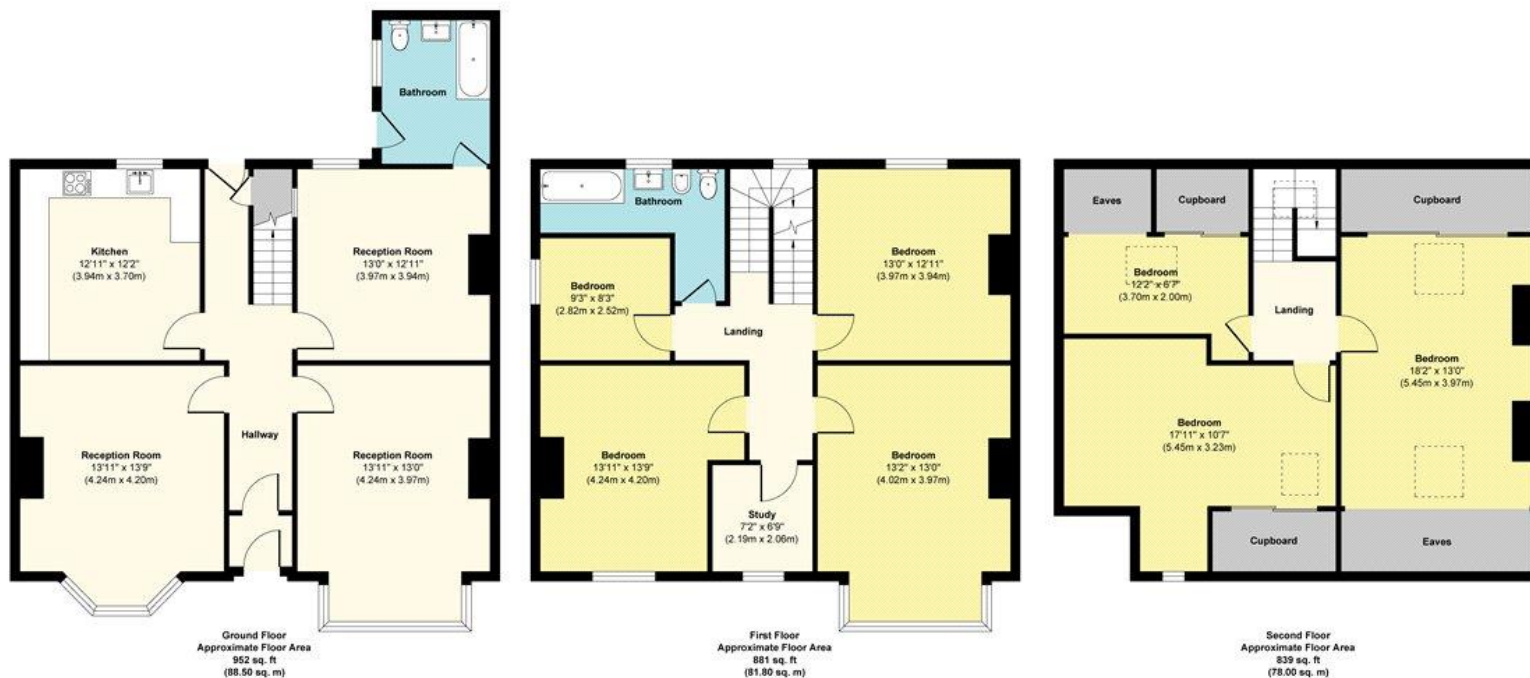 Bathroom
Kitchen
12'11" x 12'2"
(3.94m x 3.70m)
Reception Room
13'0" x 12'11"
(3.97m x 3.94m)
Hallway
Reception Room
13'11" x 13'9"
(4.24m x 4.20m)
Reception Room
13'11" x 13'0"
(4.24m x 3.97m)
Ground Floor
Approximate Floor Area
952 sq. ft
(88.50 sq. m)
Bathroom
Bedroom
9'3" x 8'3"
(2.82m x 2.52m)
Bedroom
13'0" x 12'11"
(3.97m x 3.94m)
Landing
Bedroom
13'11" x 13'9"
(4.24m x 4.20m)
Bedroom
13'2" x 13'0"
(4.02m x 3.97m)
Study
7'2" x 6'9"
(2.19m x 2.06m)
First Floor
Approximate Floor Area
881 sq. ft
(81.80 sq. m)
Eaves
Cupboard
Cupboard
Bedroom
12'2" x 6'7"
(3.70m x 2.00m)
Landing
Bedroom
18'2" x 13'0"
(5.45m x 3.97m)
Bedroom
17'11" x 10'7"
(5.45m x 3.23m)
Cupboard
Eaves
Second Floor
Approximate Floor Area
839 sq. ft
(78.00 sq. m)